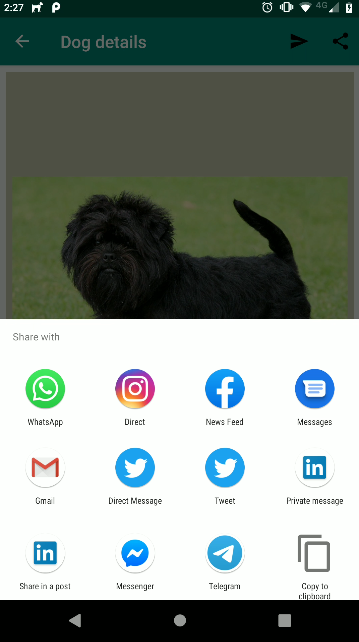 2:27
4G
Dog details
Share with
WhatsApp
Direct
News Feed
Messages
Gmail
Direct Message
Tweet
Private message
Share in a post
Messenger
Telegram
Copy to
clipboard